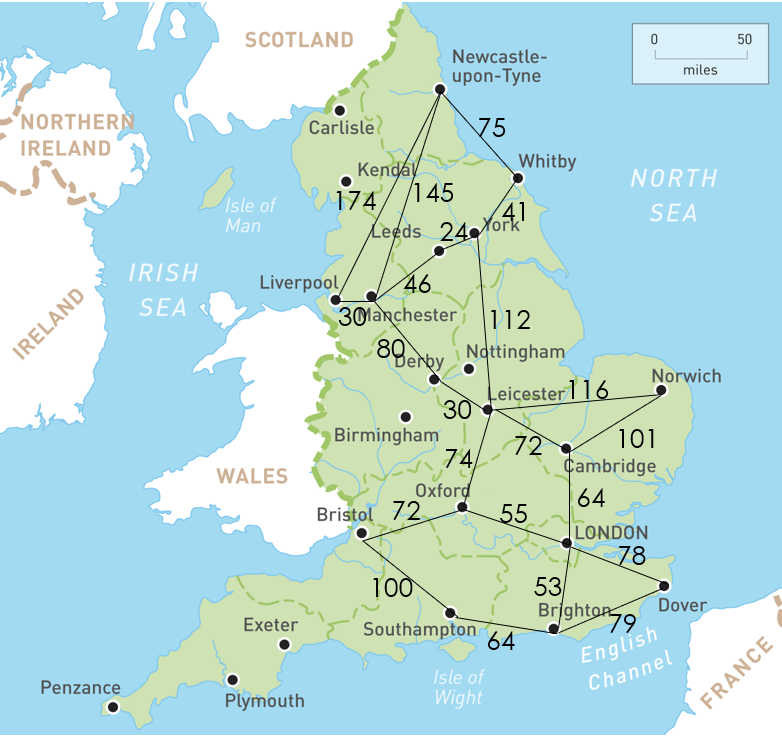 SCOTLAND
Newcastle-
upon-Tyne
0 50
miles
NORTHERN
IRELAND
Carlisle
75
Whitby
Kendal
174
145
NORTH
SEA
Isle of
Man
41
York
24
Leeds
IRISH
SEA
Liverpool
46
30
Manchester
IRELAND
112
80
Derby
Nottingham
Norwich
Leicester
116
30
Birmingham
72
101
Cambridge
74
WALES
Oxford
64
Bristol
72
55
LONDON
78
100
53
Brighton
Dover
79
Southampton
64
Exeter
English
Channel
FRANCE
Isle of
Wight
Penzance
Plymouth